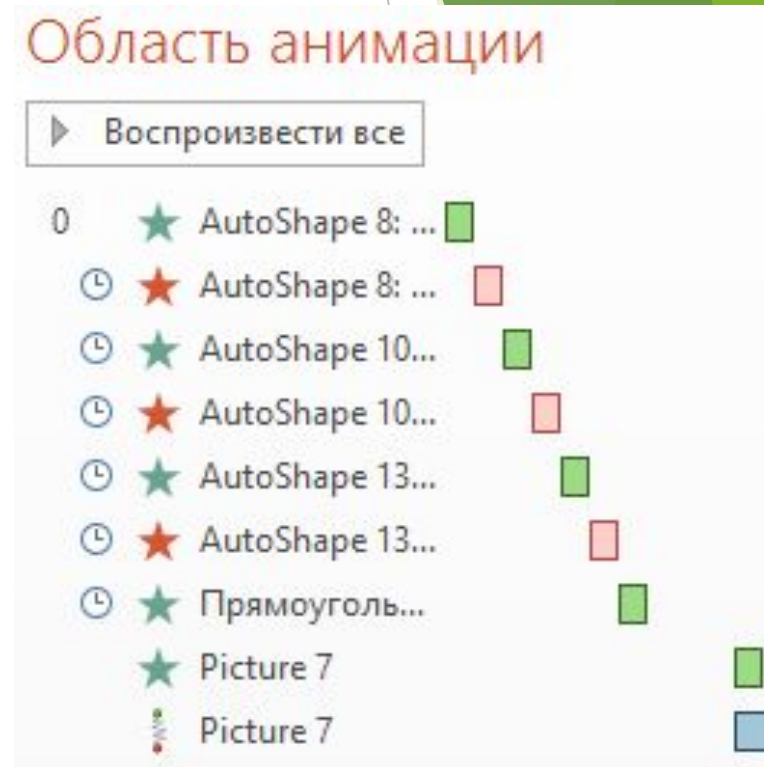 Область анимации
Воспроизвести все
0 AutoShape 8: ...
AutoShape 8: ...
AutoShape 10...
AutoShape 10...
AutoShape 13...
AutoShape 13...
Прямоуголь...
Picture 7
Picture 7